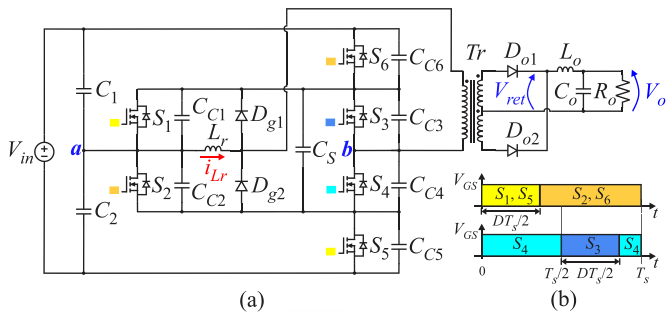 S6 CC6 Tr Do1 Lo
C1 S1 CC1 Dg1 S3 CC3 Vret Co Ro Vo
Lr
Vin a CS b Do2
iLr
C2 S2 CC2 Dg2 S4 CC4
S5 CC5
VGS S1, S5 S2, S6
DTs/2 t
VGS S4 S3 S4
0 Ts/2 DTs/2 Ts t
(a) (b)